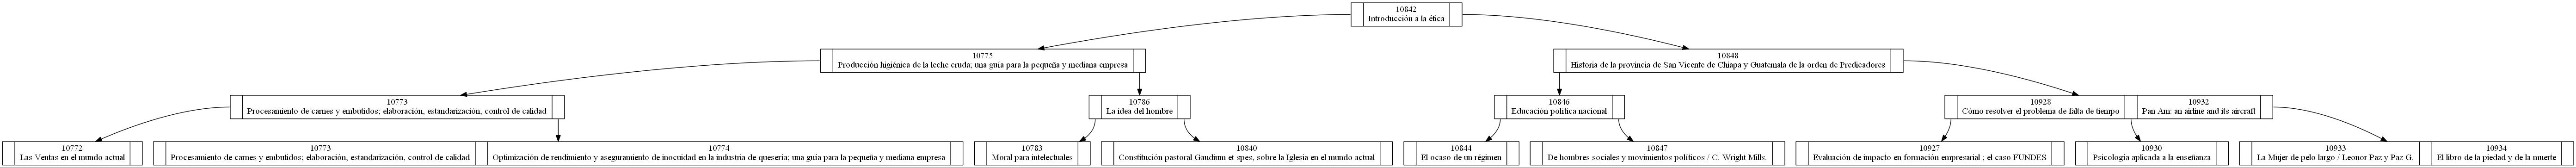 10842
Introducción a la ética
10775
Producción higiénica de la leche cruda; una guía para la pequeña y mediana empresa
10848
Historia de la provincia de San Vicente de Chiapa y Guatemala de la orden de Predicadores
10773
Procesamiento de carnes y embutidos; elaboración, estandarización, control de calidad
10786
La idea del hombre
10846
Educación política nacional
10928
Cómo resolver el problema de falta de tiempo
10932
Pan Am: an airline and its aircraft
10772
Las Ventas en el mundo actual
10773
Procesamiento de carnes y embutidos; elaboración, estandarización, control de calidad
10774
Optimización de rendimiento y aseguramiento de inocuidad en la industria de quesería; una guía para la pequeña y mediana empresa
10783
Moral para intelectuales
10840
Constitución pastoral Gaudium et spes, sobre la Iglesia en el mundo actual
10844
El ocaso de un régimen
10847
De hombres sociales y movimientos políticos / C. Wright Mills.
10927
Evaluación de impacto en formación empresarial ; el caso FUNDES
10930
Psicología aplicada a la enseñanza
10933
La Mujer de pelo largo / Leonor Paz y Paz G.
10934
El libro de la piedad y de la muerte